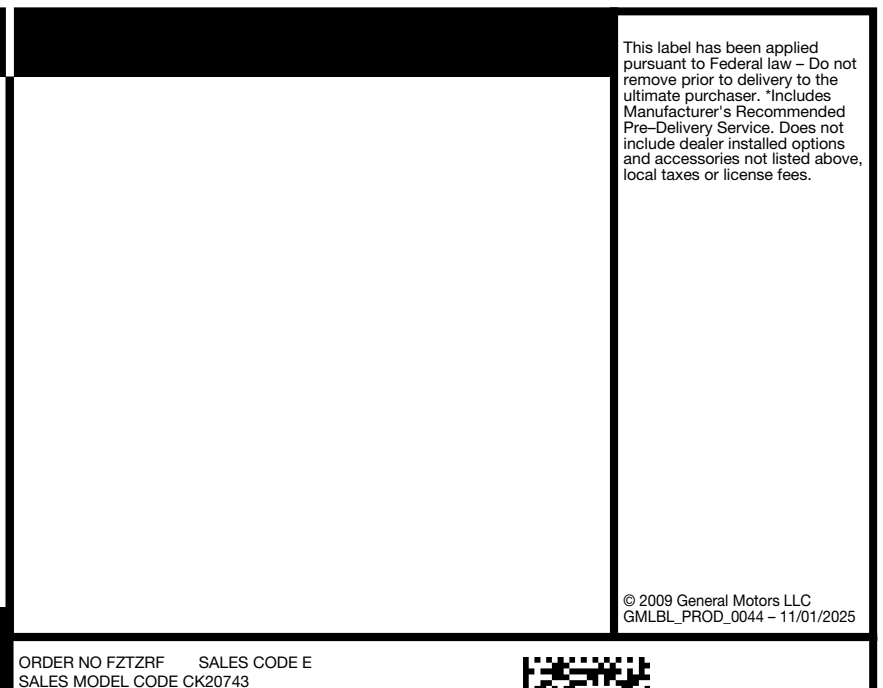 This label has been applied
pursuant to Federal law – Do not
remove prior to delivery to the
ultimate purchaser. *Includes
Manufacturer's Recommended
Pre–Delivery Service. Does not
include dealer installed options
and accessories not listed above,
local taxes or license fees.
© 2009 General Motors LLC
GMLBL_PROD_0044 – 11/01/2025
ORDER NO FZTZRF SALES CODE E
SALES MODEL CODE CK20743